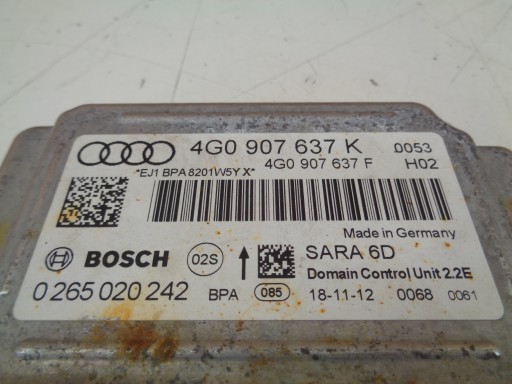 4G0 907 637 K 0053
4G0 907 637 F H02
*EJ1 BPA 8201W5Y X*
Made in Germany
BOSCH 02S SARA 6D
Domain Control Unit 2.2E
0 265 020 242 BPA 085 18-11-12 0068 0061